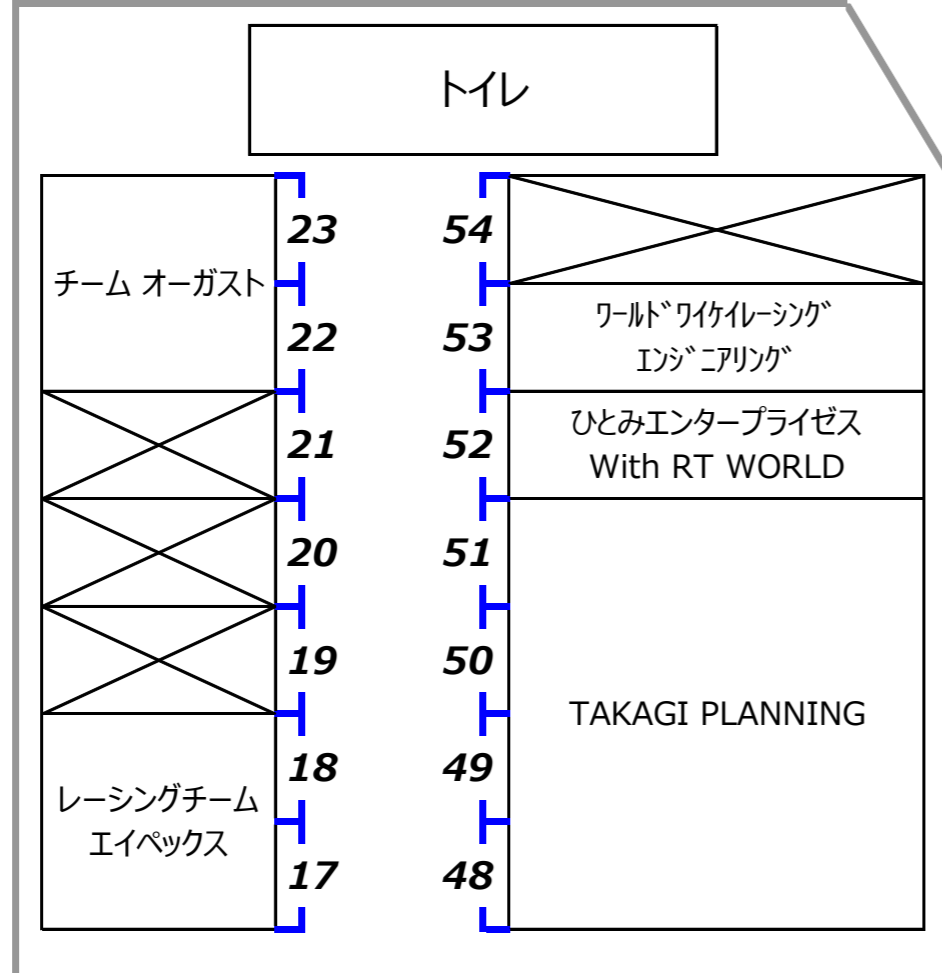 トイレ
23
54
チーム オーガスト
22
53
ﾜｰﾙﾄﾞﾜｲｹｲﾚｰｼﾝｸﾞ
ｴﾝｼﾞﾆｱﾘﾝｸﾞ
21
52
ひとみエンタープライゼス
With RT WORLD
20
51
19
50
TAKAGI PLANNING
18
49
レーシングチーム
エイペックス
17
48